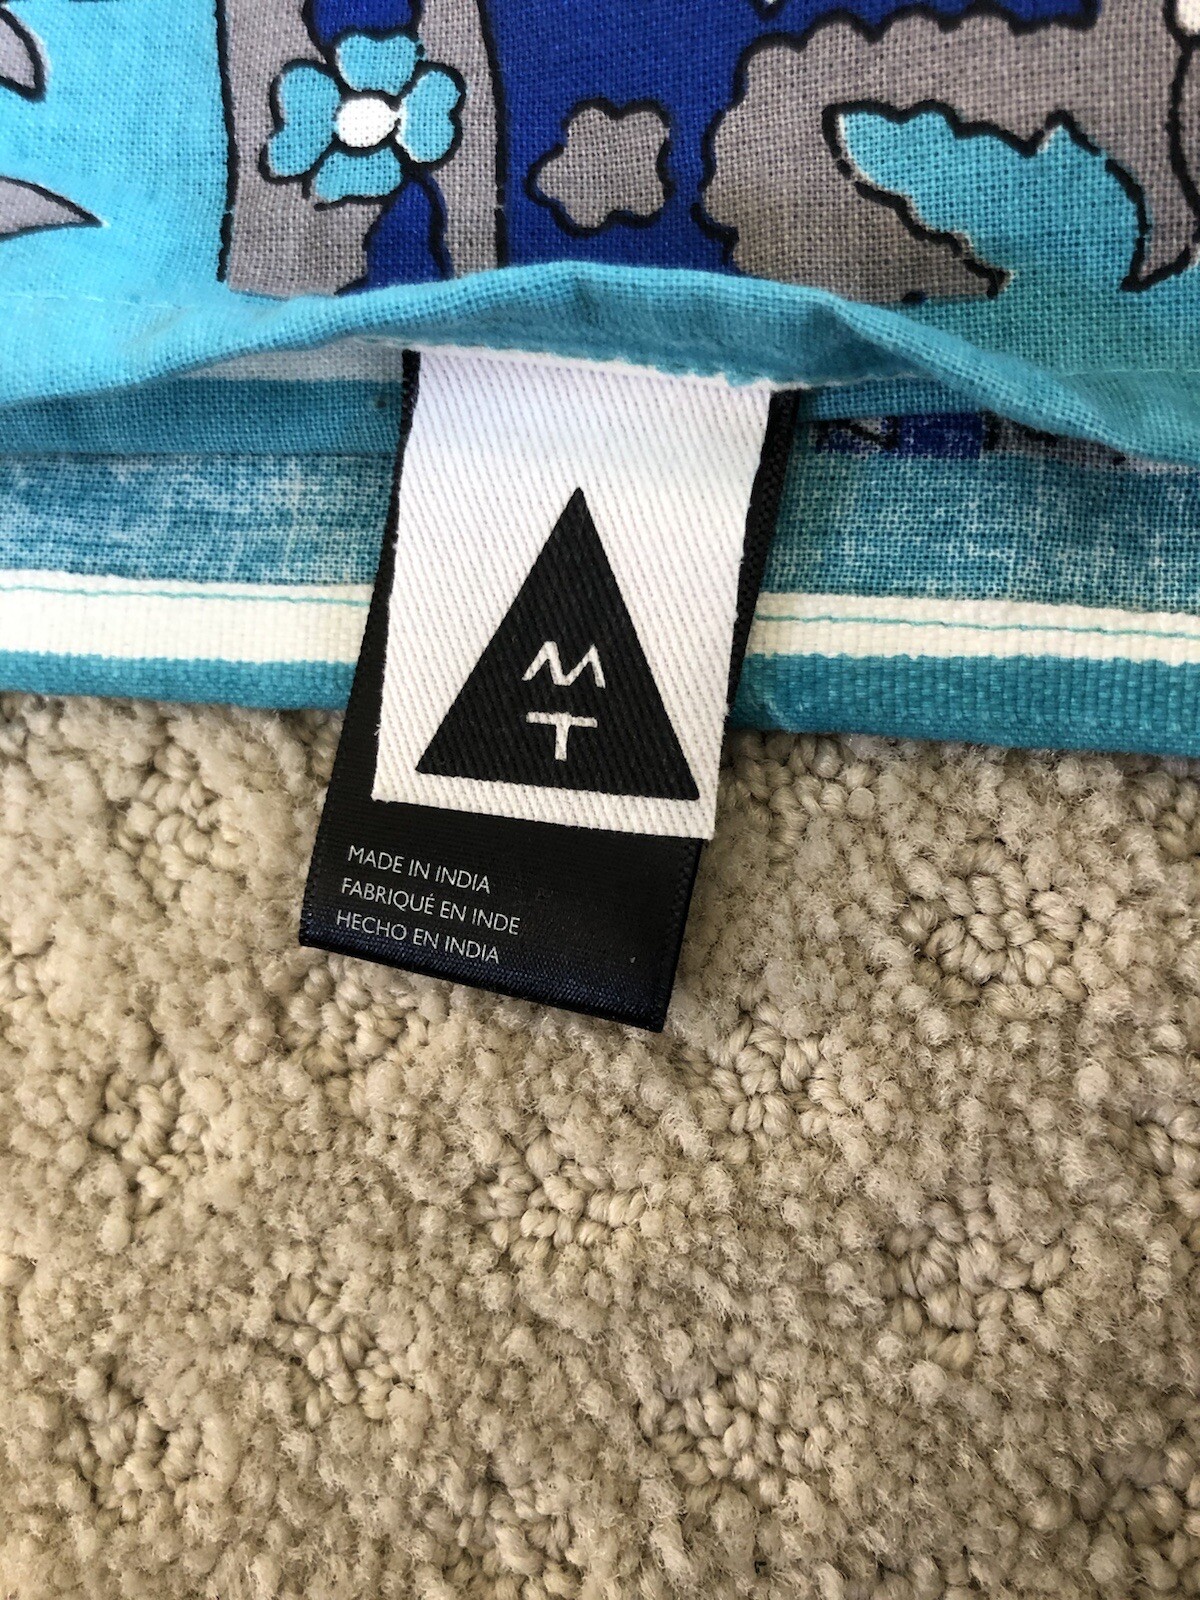 M
T
MADE IN INDIA
FABRIQUÉ EN INDE
HECHO EN INDIA